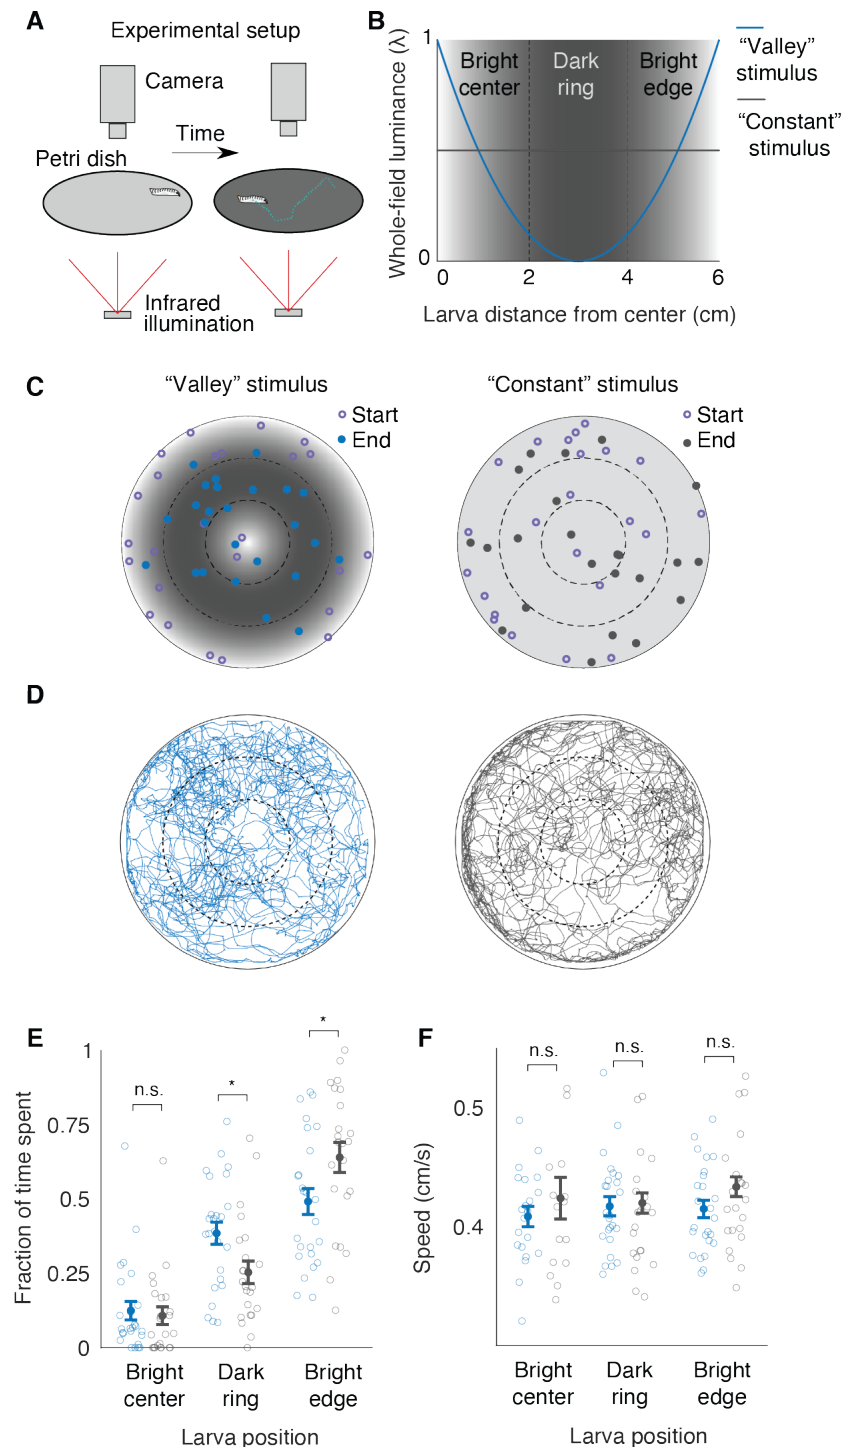 A
Experimental setup
Camera
Time
Petri dish
Infrared
illumination
B
Whole-field luminance (λ)
1
0
Bright
center
Dark
ring
Bright
edge
0
2
4
6
Larva distance from center (cm)
“Valley”
stimulus
“Constant”
stimulus
C
“Valley” stimulus
Start
End
“Constant” stimulus
Start
End
D
E
Fraction of time spent
1
0.75
0.5
0.25
0
n.s.
*
*
Bright
center
Dark
ring
Bright
edge
Larva position
F
Speed (cm/s)
0.5
0.4
n.s.
n.s.
n.s.
Bright
center
Dark
ring
Bright
edge
Larva position